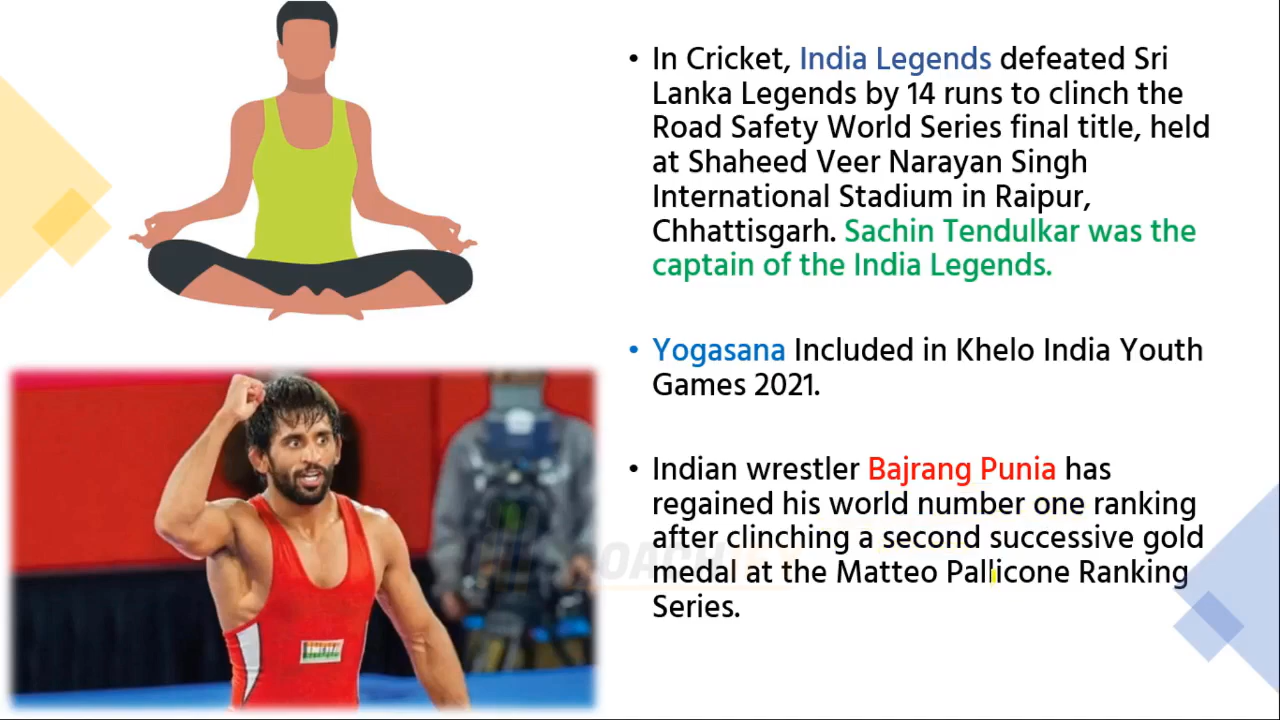 • In Cricket, India Legends defeated Sri
Lanka Legends by 14 runs to clinch the
Road Safety World Series final title, held
at Shaheed Veer Narayan Singh
International Stadium in Raipur,
Chhattisgarh. Sachin Tendulkar was the
captain of the India Legends.
• Yogasana Included in Khelo India Youth
Games 2021.
• Indian wrestler Bajrang Punia has
regained his world number one ranking
after clinching a second successive gold
medal at the Matteo Pallicone Ranking
Series.